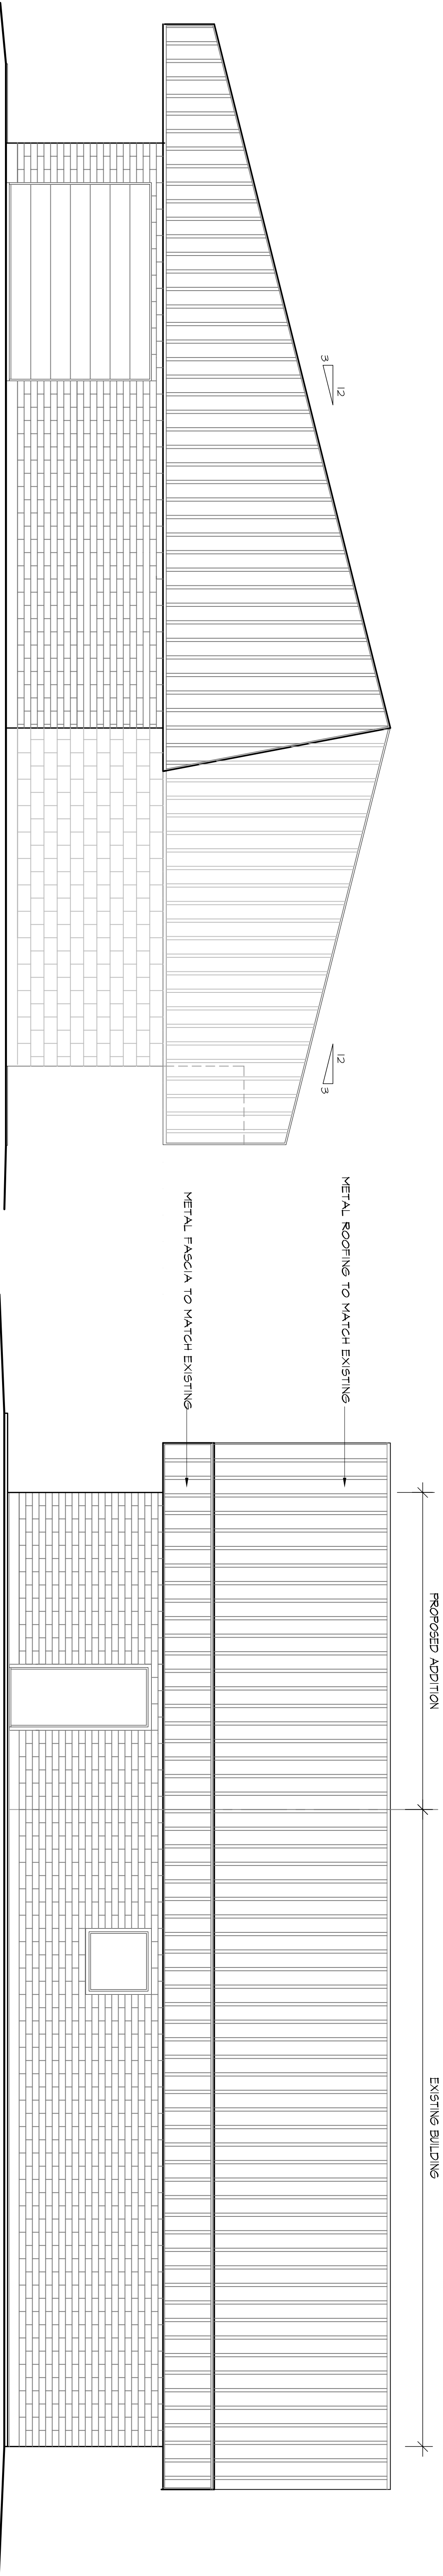 12
3
12
3
METAL ROOFING TO MATCH EXISTING
METAL FASCIA TO MATCH EXISTING
PROPOSED ADDITION
EXISTING BUILDING